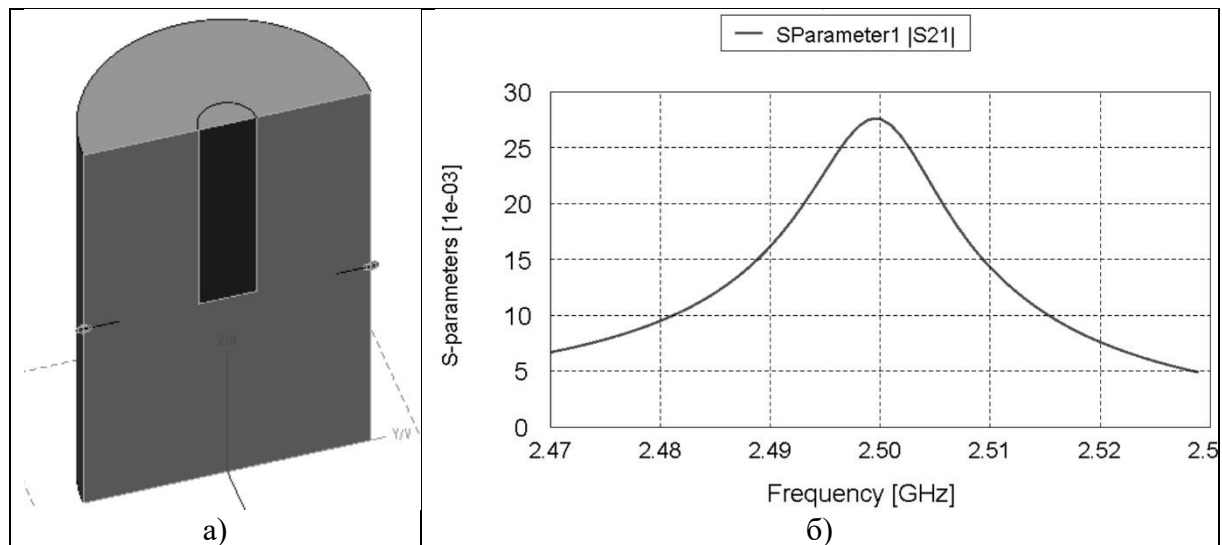 SParameter1 |S21|
30
25
20
15
10
5
0
S-parameters [1e-03]
2.47 2.48 2.49 2.50 2.51 2.52 2.5
Frequency [GHz]
Y/V
а)
б)